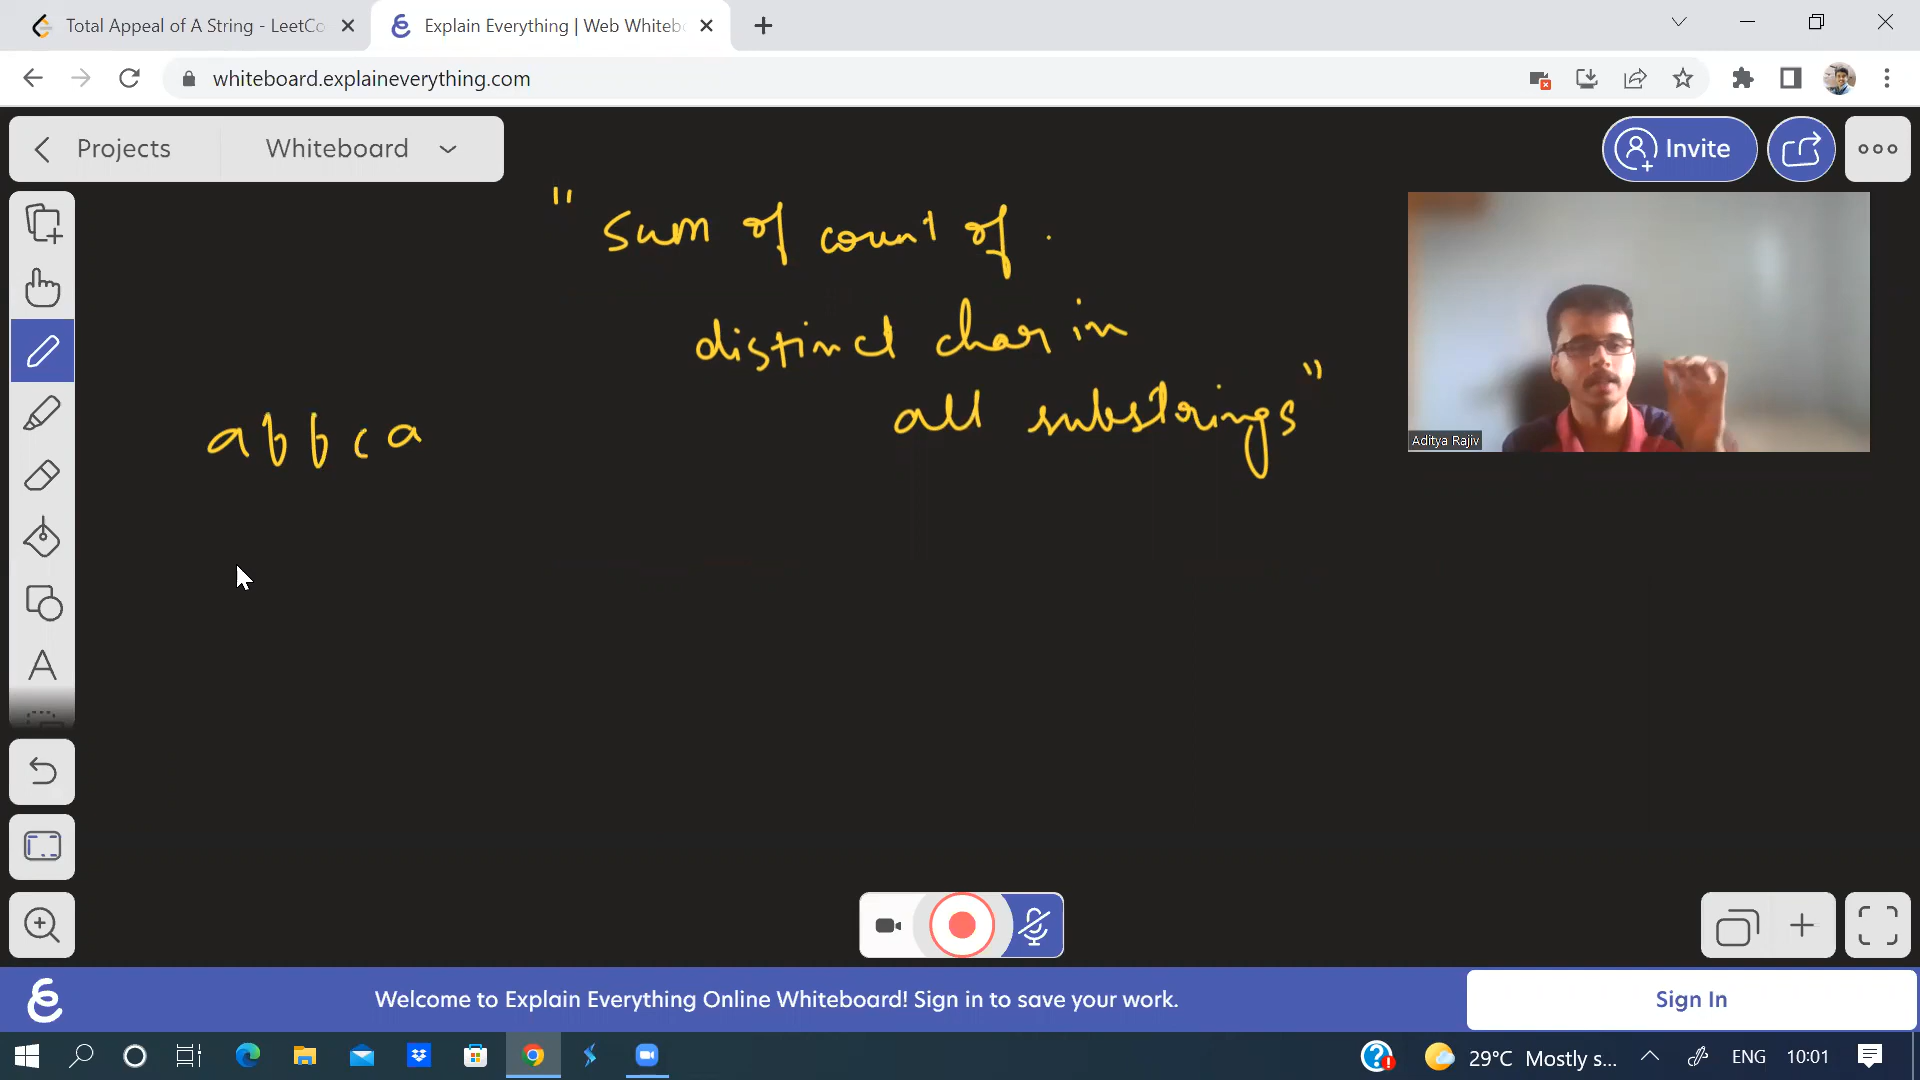 Total Appeal of A String - LeetCo
Explain Everything | Web Whiteb
whiteboard.explaineverything.com
Projects
Whiteboard
Invite
" Sum of count of .
distinct char in
all substrings "
abbca
Aditya Rajiv
A
Welcome to Explain Everything Online Whiteboard! Sign in to save your work.
Sign In
29°C Mostly s...
ENG
10:01